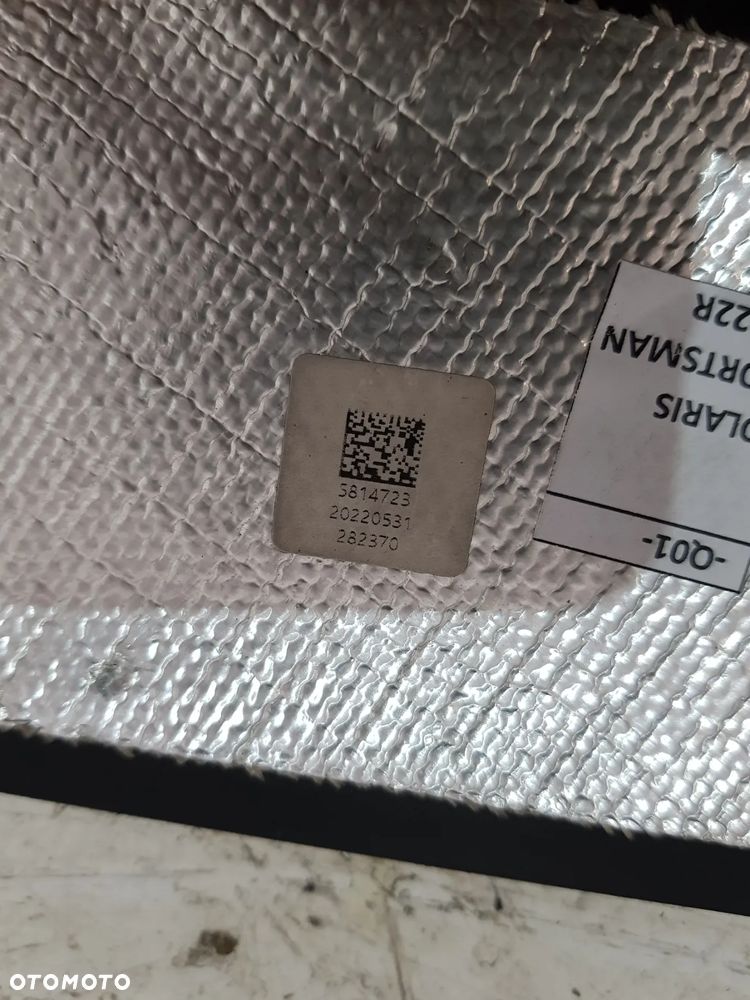 5814723
20220531
282370
-Q01-
OLARIS
ORTSMAN
22R
OTOMOTO